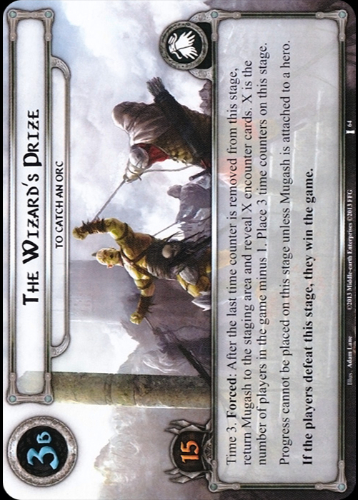 3B
THE WIZARD'S PRIZE
TO CATCH AN ORC
15
Time 3. Forced: After the last time counter is removed from this stage,
return Mugash to the staging area and reveal X encounter cards. X is the
number of players in the game minus 1. Place 3 time counters on this stage.
Progress cannot be placed on this stage unless Mugash is attached to a hero.
If the players defeat this stage, they win the game.
Illus. Adam Lane ©2013 Middle-earth Enterprises ©2013 FFG 64